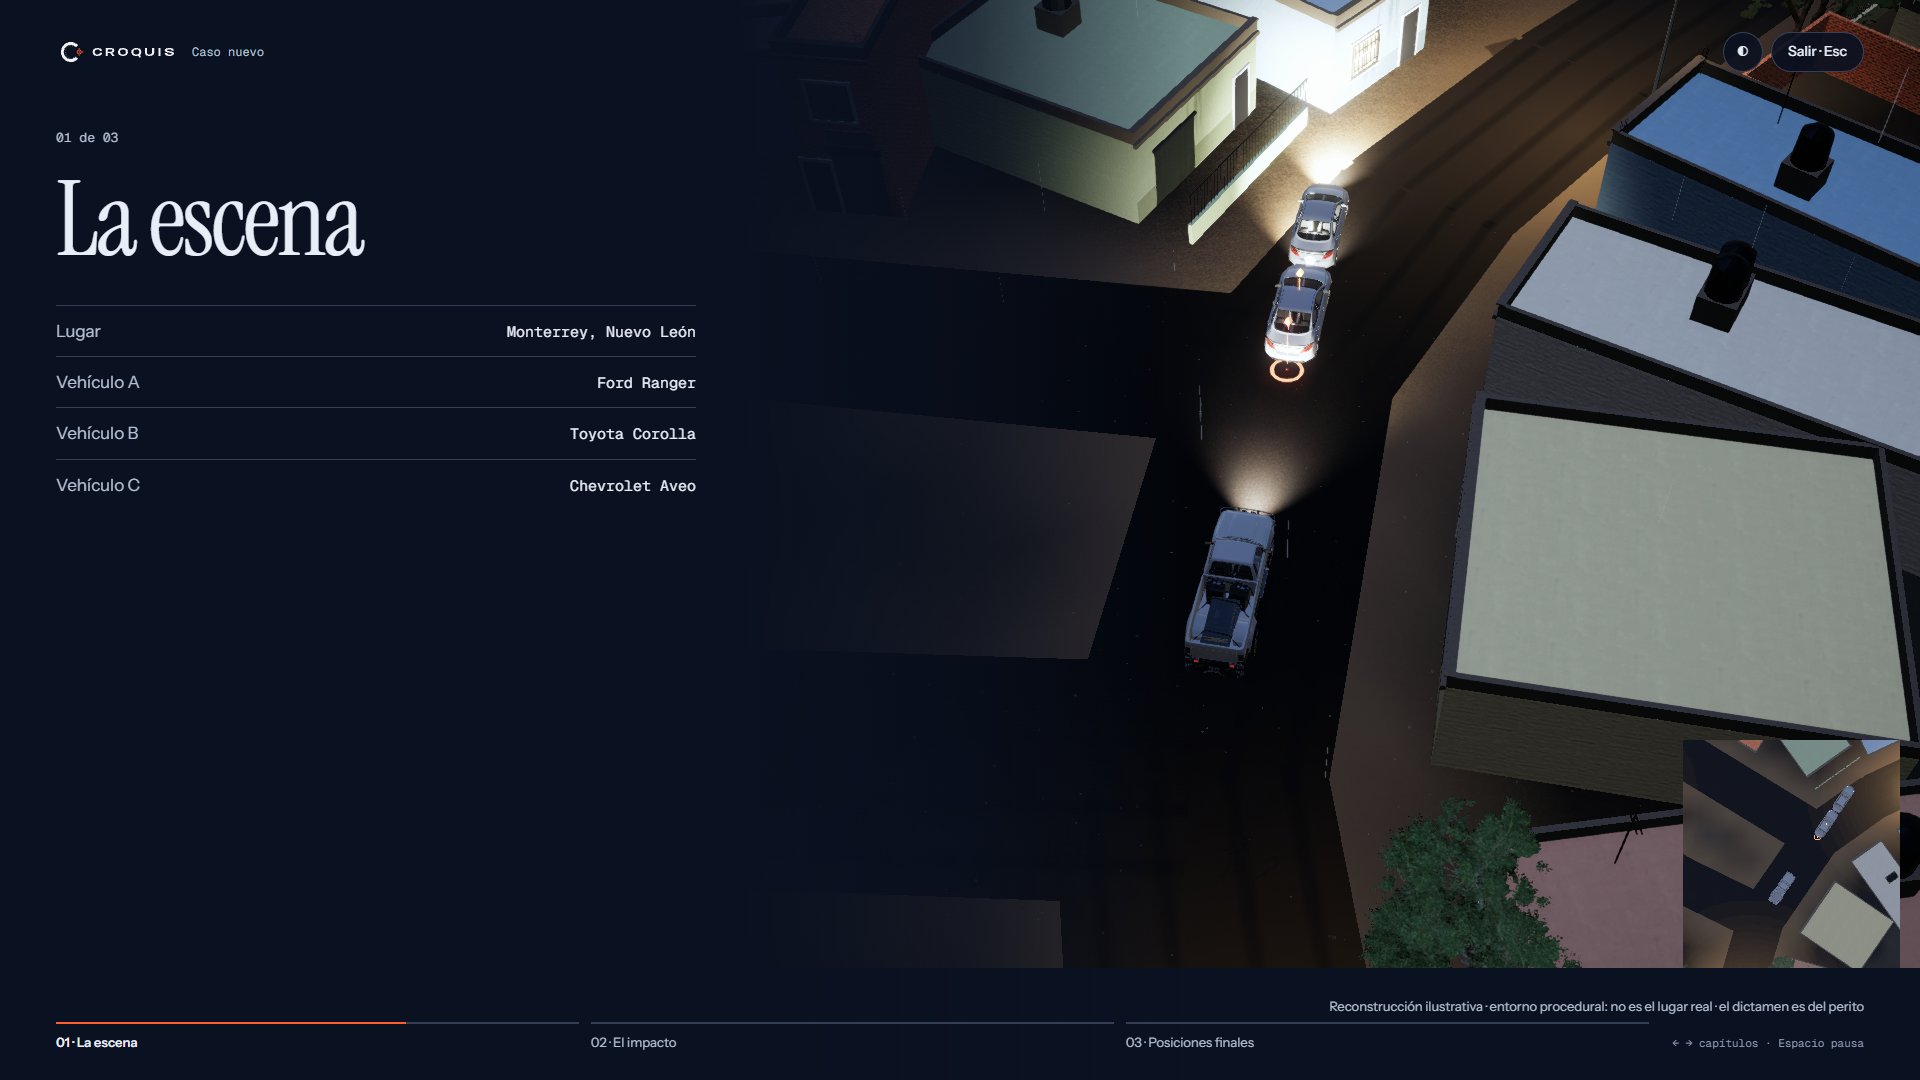 CROQUIS Caso nuevo
Salir · Esc
01 de 03
La escena
Lugar Monterrey, Nuevo León
Vehículo A Ford Ranger
Vehículo B Toyota Corolla
Vehículo C Chevrolet Aveo
Reconstrucción ilustrativa · entorno procedural: no es el lugar real · el dictamen es del perito
01 · La escena
02 · El impacto
03 · Posiciones finales
← → capítulos · Espacio pausa